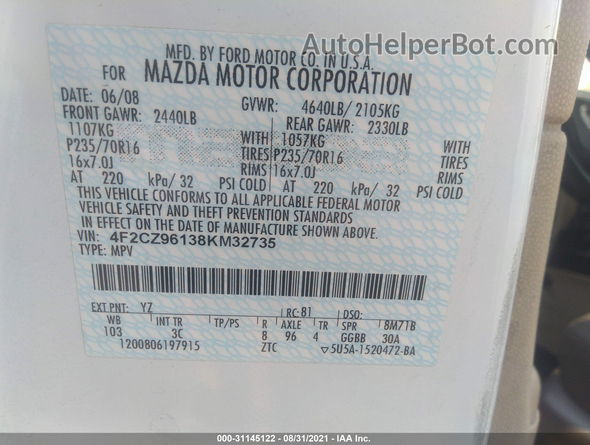 AutoHelperBot.com
MFD. BY FORD MOTOR CO. IN U.S.A.
FOR MAZDA MOTOR CORPORATION
DATE: 06/08 GVWR: 4640LB/ 2105KG
FRONT GAWR: 2440LB REAR GAWR: 2330LB
1107KG WITH 1057KG WITH
P235/70R16 TIRES P235/70R16 TIRES
16x7.0J RIMS 16x7.0J RIMS
AT 220 kPa/ 32 PSI COLD AT 220 kPa/ 32 PSI COLD
THIS VEHICLE CONFORMS TO ALL APPLICABLE FEDERAL MOTOR
VEHICLE SAFETY AND THEFT PREVENTION STANDARDS
IN EFFECT ON THE DATE OF MANUFACTURE SHOWN ABOVE
VIN: 4F2CZ96138KM32735
TYPE: MPV
EXT PNT: YZ RC: 81 DSO:
WB INT TR TP/PS R AXLE TR SPR 8M7TB
103 3C 8 96 4 GGBB 30A
1200806197915 ZTC ▽5U5A-1520472-BA
000-31145122 - 08/31/2021 - IAA Inc.